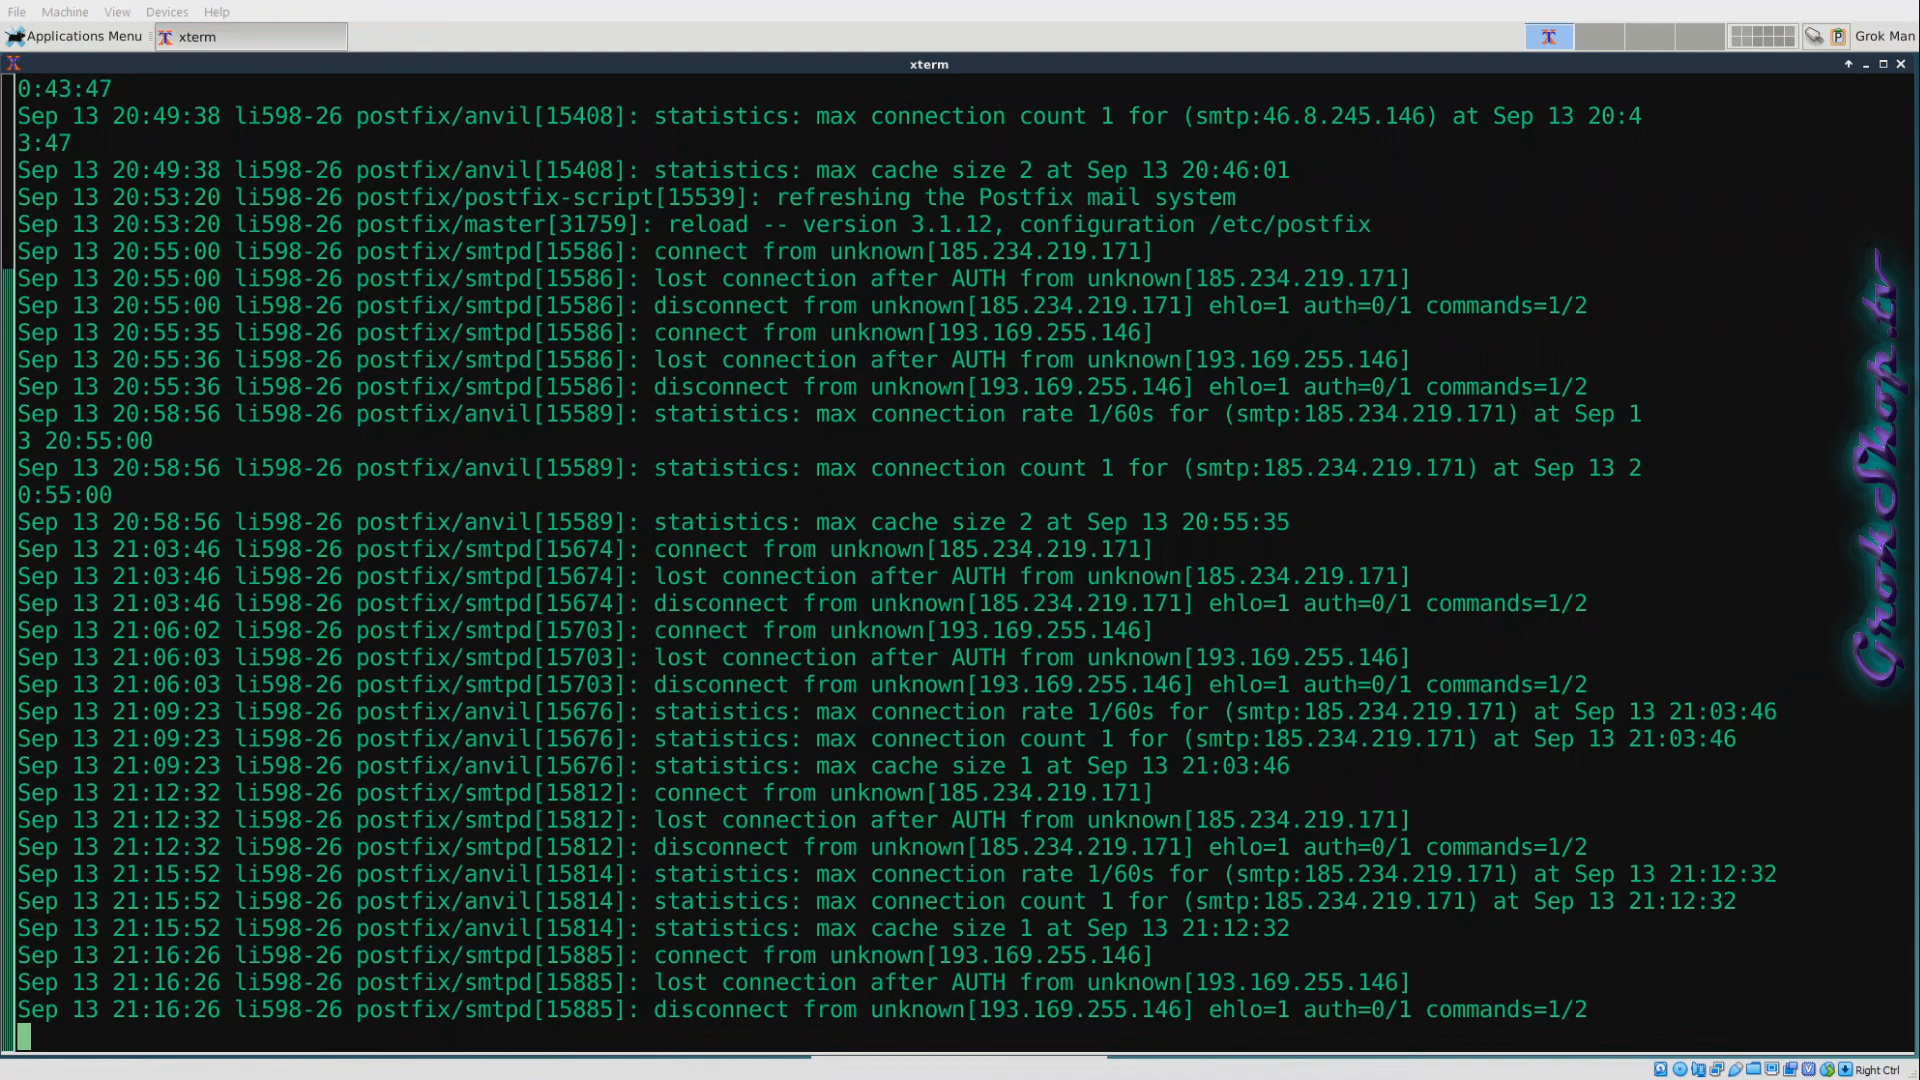 File Machine View Devices Help
Applications Menu xterm Grok Man
xterm
0:43:47
Sep 13 20:49:38 li598-26 postfix/anvil[15408]: statistics: max connection count 1 for (smtp:46.8.245.146) at Sep 13 20:4
3:47
Sep 13 20:49:38 li598-26 postfix/anvil[15408]: statistics: max cache size 2 at Sep 13 20:46:01
Sep 13 20:53:20 li598-26 postfix/postfix-script[15539]: refreshing the Postfix mail system
Sep 13 20:53:20 li598-26 postfix/master[31759]: reload -- version 3.1.12, configuration /etc/postfix
Sep 13 20:55:00 li598-26 postfix/smtpd[15586]: connect from unknown[185.234.219.171]
Sep 13 20:55:00 li598-26 postfix/smtpd[15586]: lost connection after AUTH from unknown[185.234.219.171]
Sep 13 20:55:00 li598-26 postfix/smtpd[15586]: disconnect from unknown[185.234.219.171] ehlo=1 auth=0/1 commands=1/2
Sep 13 20:55:35 li598-26 postfix/smtpd[15586]: connect from unknown[193.169.255.146]
Sep 13 20:55:36 li598-26 postfix/smtpd[15586]: lost connection after AUTH from unknown[193.169.255.146]
Sep 13 20:55:36 li598-26 postfix/smtpd[15586]: disconnect from unknown[193.169.255.146] ehlo=1 auth=0/1 commands=1/2
Sep 13 20:58:56 li598-26 postfix/anvil[15589]: statistics: max connection rate 1/60s for (smtp:185.234.219.171) at Sep 1
3 20:55:00
Sep 13 20:58:56 li598-26 postfix/anvil[15589]: statistics: max connection count 1 for (smtp:185.234.219.171) at Sep 13 2
0:55:00
Sep 13 20:58:56 li598-26 postfix/anvil[15589]: statistics: max cache size 2 at Sep 13 20:55:35
Sep 13 21:03:46 li598-26 postfix/smtpd[15674]: connect from unknown[185.234.219.171]
Sep 13 21:03:46 li598-26 postfix/smtpd[15674]: lost connection after AUTH from unknown[185.234.219.171]
Sep 13 21:03:46 li598-26 postfix/smtpd[15674]: disconnect from unknown[185.234.219.171] ehlo=1 auth=0/1 commands=1/2
Sep 13 21:06:02 li598-26 postfix/smtpd[15703]: connect from unknown[193.169.255.146]
Sep 13 21:06:03 li598-26 postfix/smtpd[15703]: lost connection after AUTH from unknown[193.169.255.146]
Sep 13 21:06:03 li598-26 postfix/smtpd[15703]: disconnect from unknown[193.169.255.146] ehlo=1 auth=0/1 commands=1/2
Sep 13 21:09:23 li598-26 postfix/anvil[15676]: statistics: max connection rate 1/60s for (smtp:185.234.219.171) at Sep 13 21:03:46
Sep 13 21:09:23 li598-26 postfix/anvil[15676]: statistics: max connection count 1 for (smtp:185.234.219.171) at Sep 13 21:03:46
Sep 13 21:09:23 li598-26 postfix/anvil[15676]: statistics: max cache size 1 at Sep 13 21:03:46
Sep 13 21:12:32 li598-26 postfix/smtpd[15812]: connect from unknown[185.234.219.171]
Sep 13 21:12:32 li598-26 postfix/smtpd[15812]: lost connection after AUTH from unknown[185.234.219.171]
Sep 13 21:12:32 li598-26 postfix/smtpd[15812]: disconnect from unknown[185.234.219.171] ehlo=1 auth=0/1 commands=1/2
Sep 13 21:15:52 li598-26 postfix/anvil[15814]: statistics: max connection rate 1/60s for (smtp:185.234.219.171) at Sep 13 21:12:32
Sep 13 21:15:52 li598-26 postfix/anvil[15814]: statistics: max connection count 1 for (smtp:185.234.219.171) at Sep 13 21:12:32
Sep 13 21:15:52 li598-26 postfix/anvil[15814]: statistics: max cache size 1 at Sep 13 21:12:32
Sep 13 21:16:26 li598-26 postfix/smtpd[15885]: connect from unknown[193.169.255.146]
Sep 13 21:16:26 li598-26 postfix/smtpd[15885]: lost connection after AUTH from unknown[193.169.255.146]
Sep 13 21:16:26 li598-26 postfix/smtpd[15885]: disconnect from unknown[193.169.255.146] ehlo=1 auth=0/1 commands=1/2
GrokShop.tv
Right Ctrl